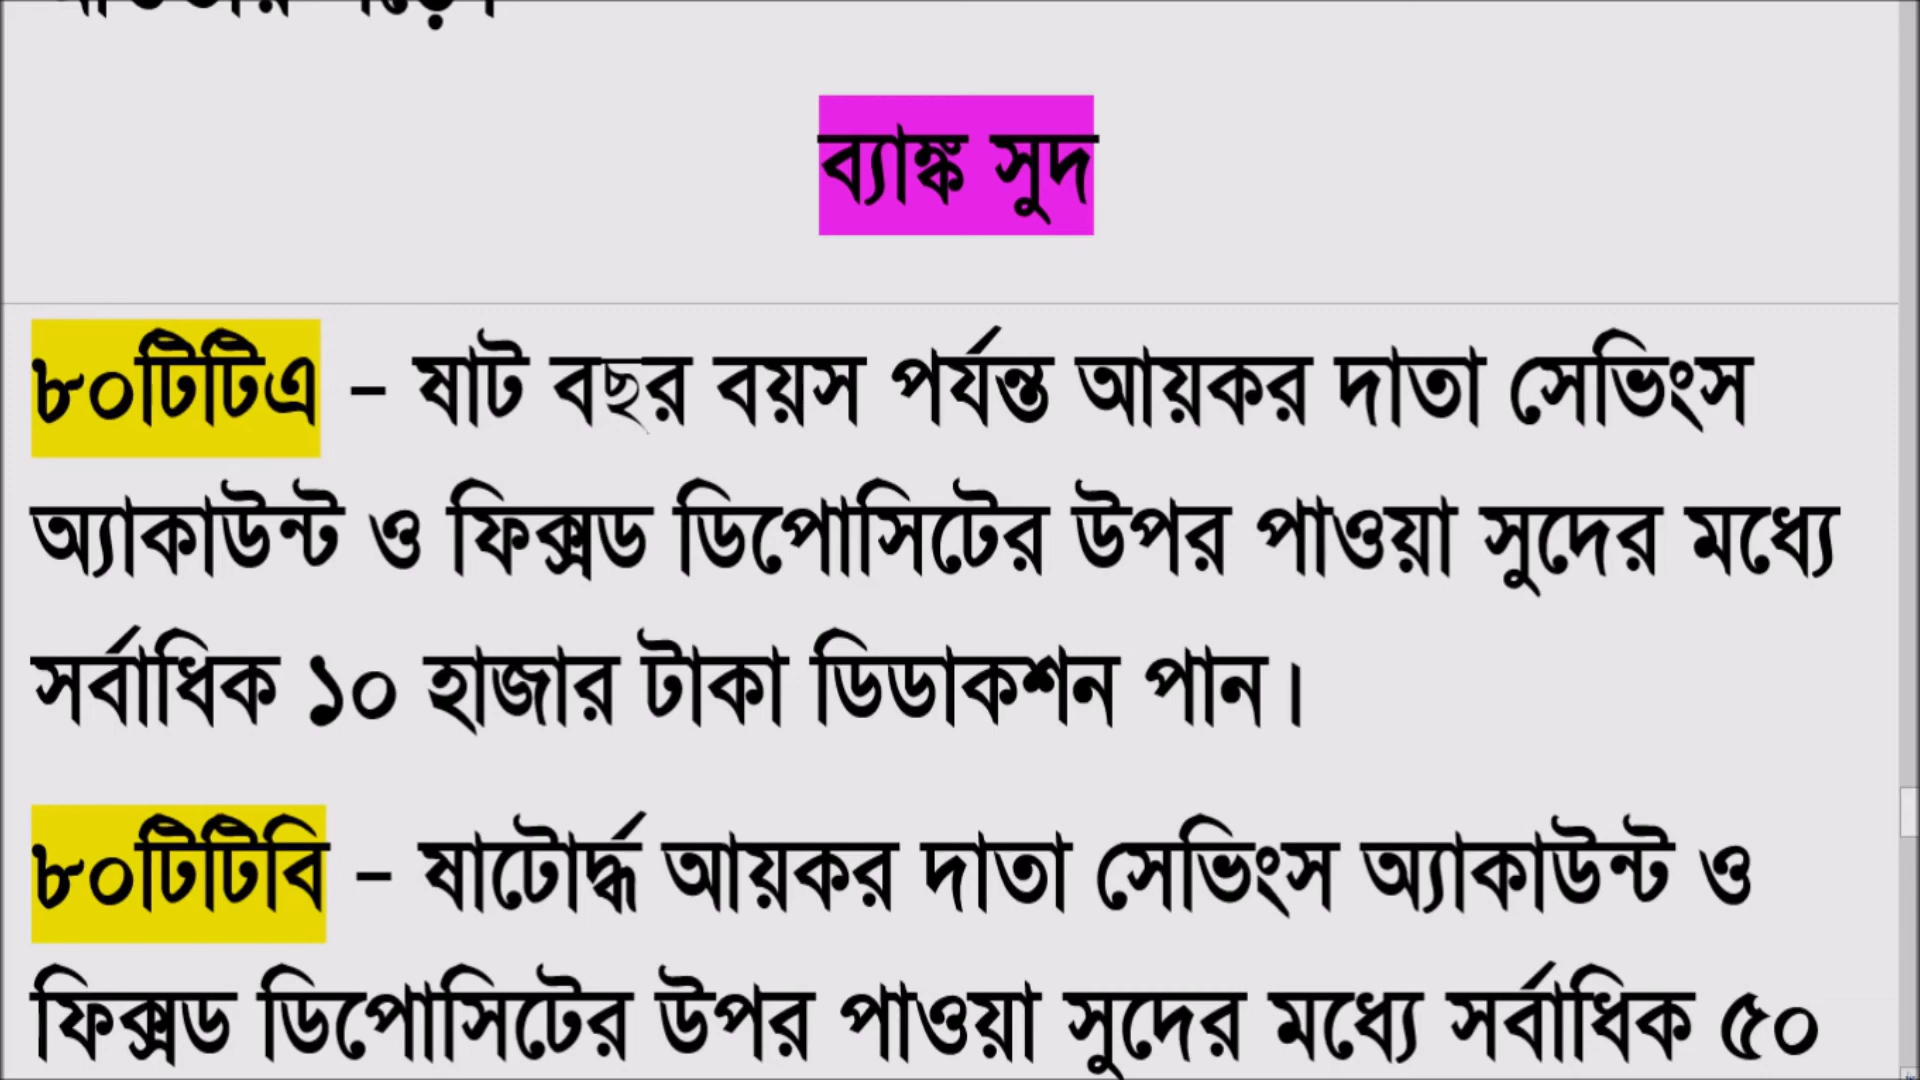 ব্যাঙ্ক সুদ
৮০টিটিএ – ষাট বছর বয়স পর্যন্ত আয়কর দাতা সেভিংস
অ্যাকাউন্ট ও ফিক্সড ডিপোসিটের উপর পাওয়া সুদের মধ্যে
সর্বাধিক ১০ হাজার টাকা ডিডাকশন পান।
৮০টিটিবি – ষাটোর্দ্ধ আয়কর দাতা সেভিংস অ্যাকাউন্ট ও
ফিক্সড ডিপোসিটের উপর পাওয়া সুদের মধ্যে সর্বাধিক ৫০